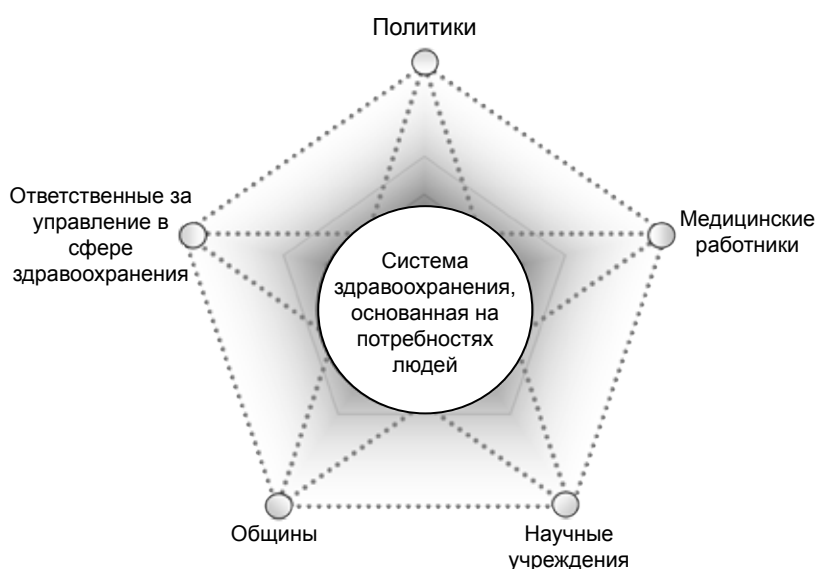 Политики
Ответственные за
управление в
сфере
здравоохранения
Медицинские
работники
Система
здравоохранения,
основанная на
потребностях
людей
Общины
Научные
учреждения